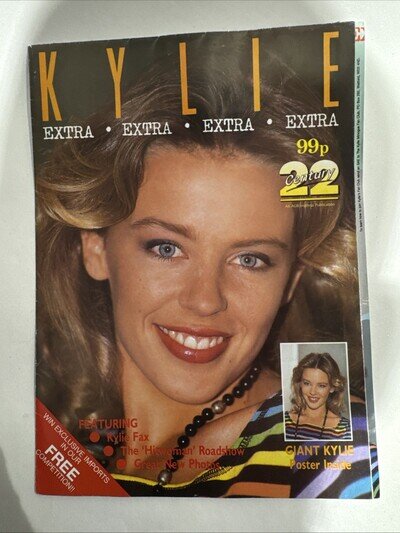 KYLIE
EXTRA • EXTRA • EXTRA • EXTRA
99p
Century
22
FEATURING
Kylie Fax
The 'Hitwoman' Roadshow
Great New Photos
GIANT KYLIE
Poster Inside
WIN EXCLUSIVE IMPORTS
IN OUR
FREE
COMPETITION!!